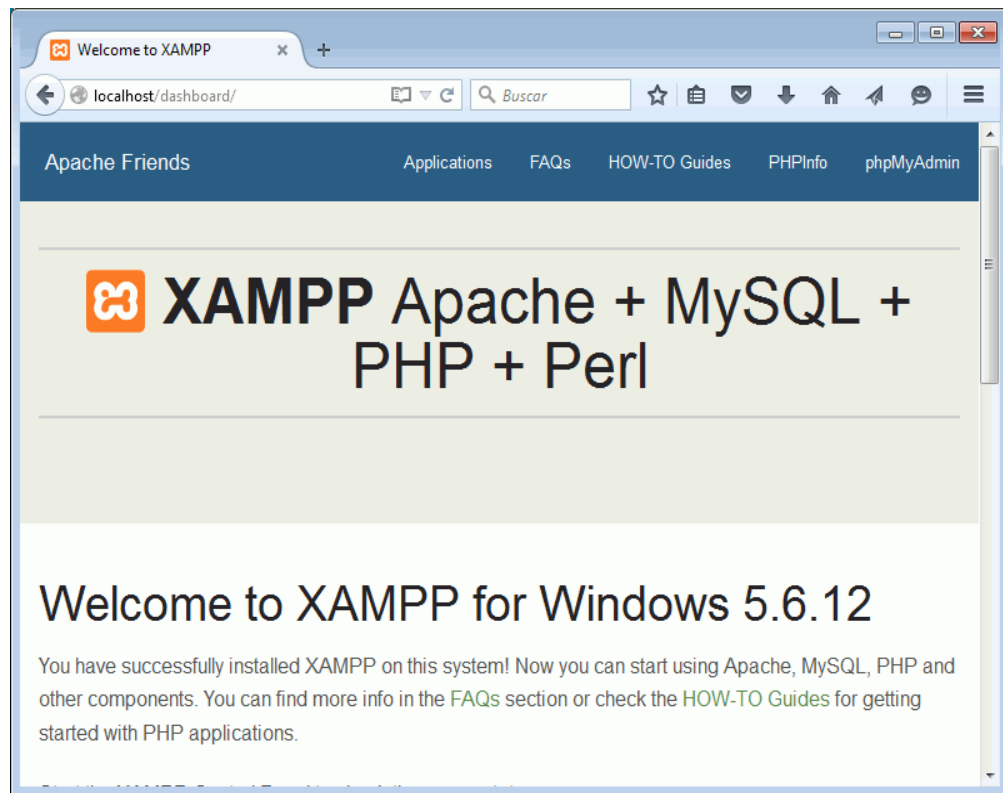 Welcome to XAMPP
localhost/dashboard/
Buscar
Apache Friends
Applications
FAQs
HOW-TO Guides
PHPInfo
phpMyAdmin
XAMPP Apache + MySQL +
PHP + Perl
Welcome to XAMPP for Windows 5.6.12
You have successfully installed XAMPP on this system! Now you can start using Apache, MySQL, PHP and
other components. You can find more info in the FAQs section or check the HOW-TO Guides for getting
started with PHP applications.